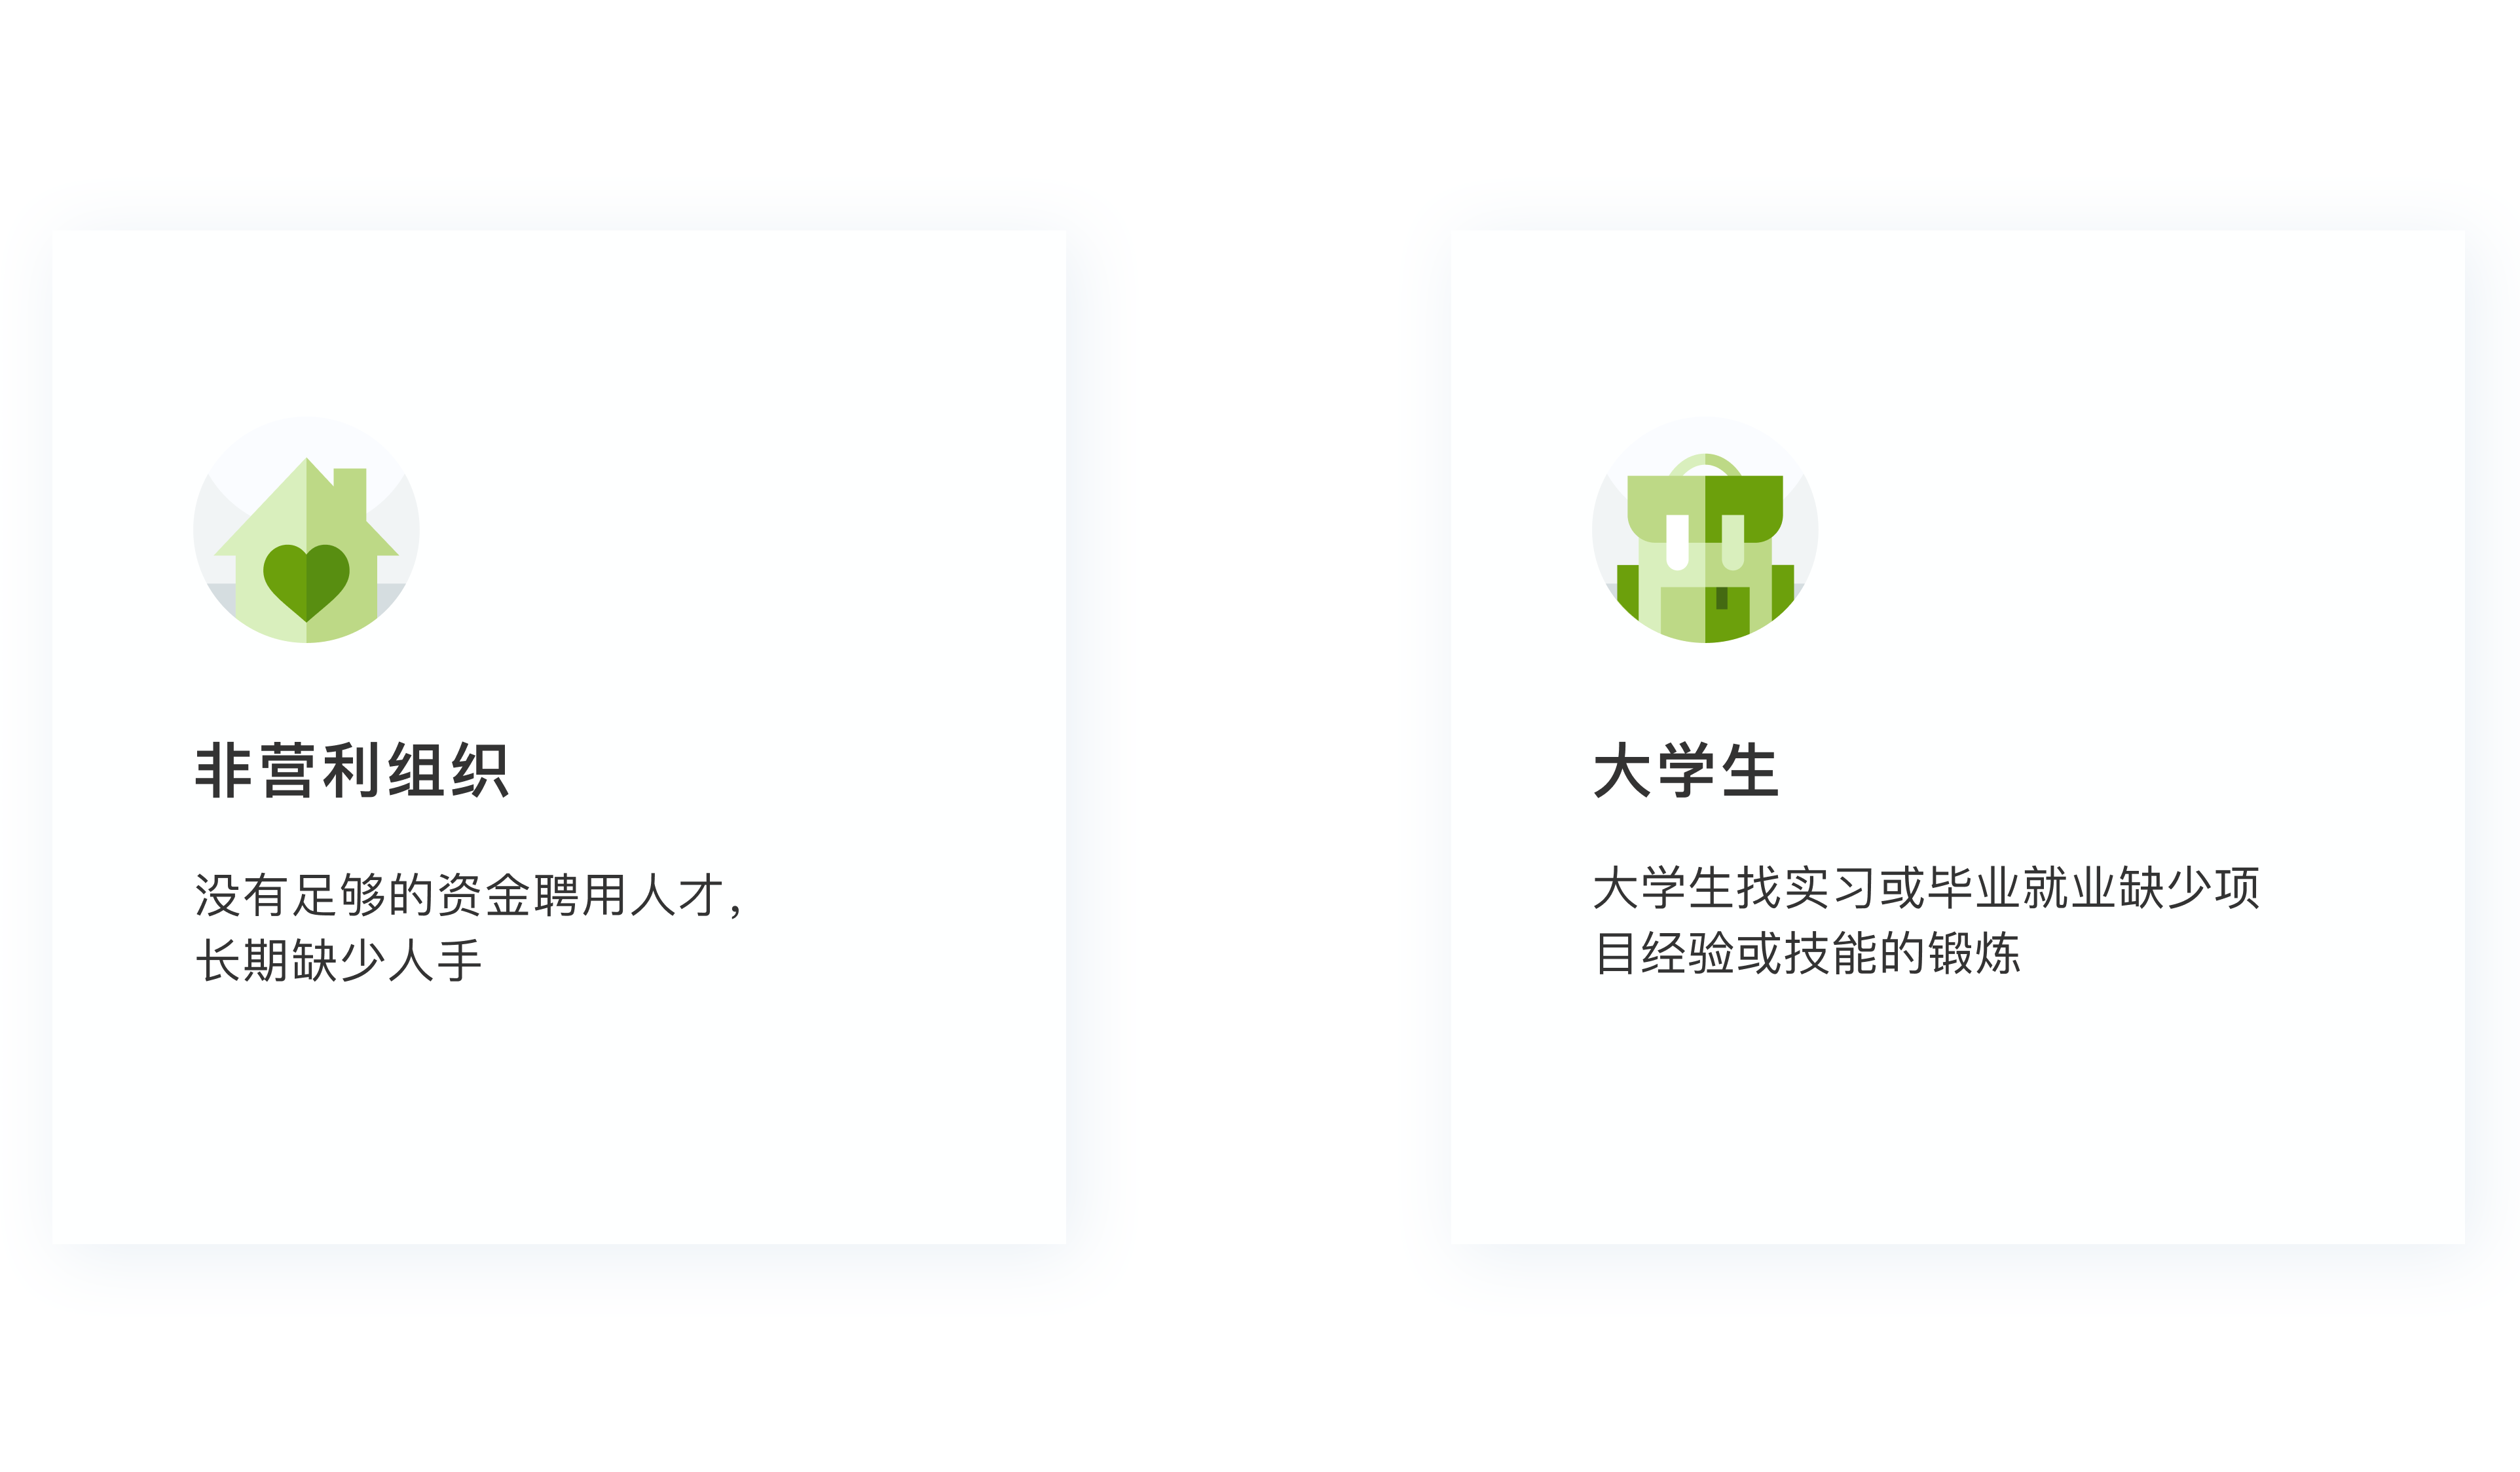 非营利组织
没有足够的资金聘用人才，
长期缺少人手
大学生
大学生找实习或毕业就业缺少项
目经验或技能的锻炼